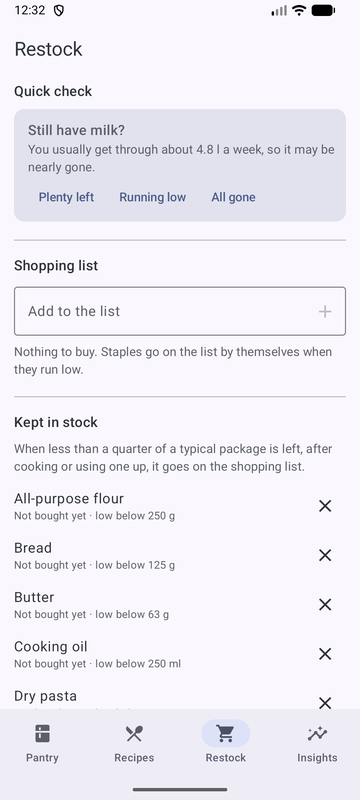 12:32
Restock
Quick check
Still have milk?
You usually get through about 4.8 l a week, so it may be
nearly gone.
Plenty left Running low All gone
Shopping list
Add to the list
Nothing to buy. Staples go on the list by themselves when
they run low.
Kept in stock
When less than a quarter of a typical package is left, after
cooking or using one up, it goes on the shopping list.
All-purpose flour
Not bought yet · low below 250 g
Bread
Not bought yet · low below 125 g
Butter
Not bought yet · low below 63 g
Cooking oil
Not bought yet · low below 250 ml
Dry pasta
Pantry Recipes Restock Insights